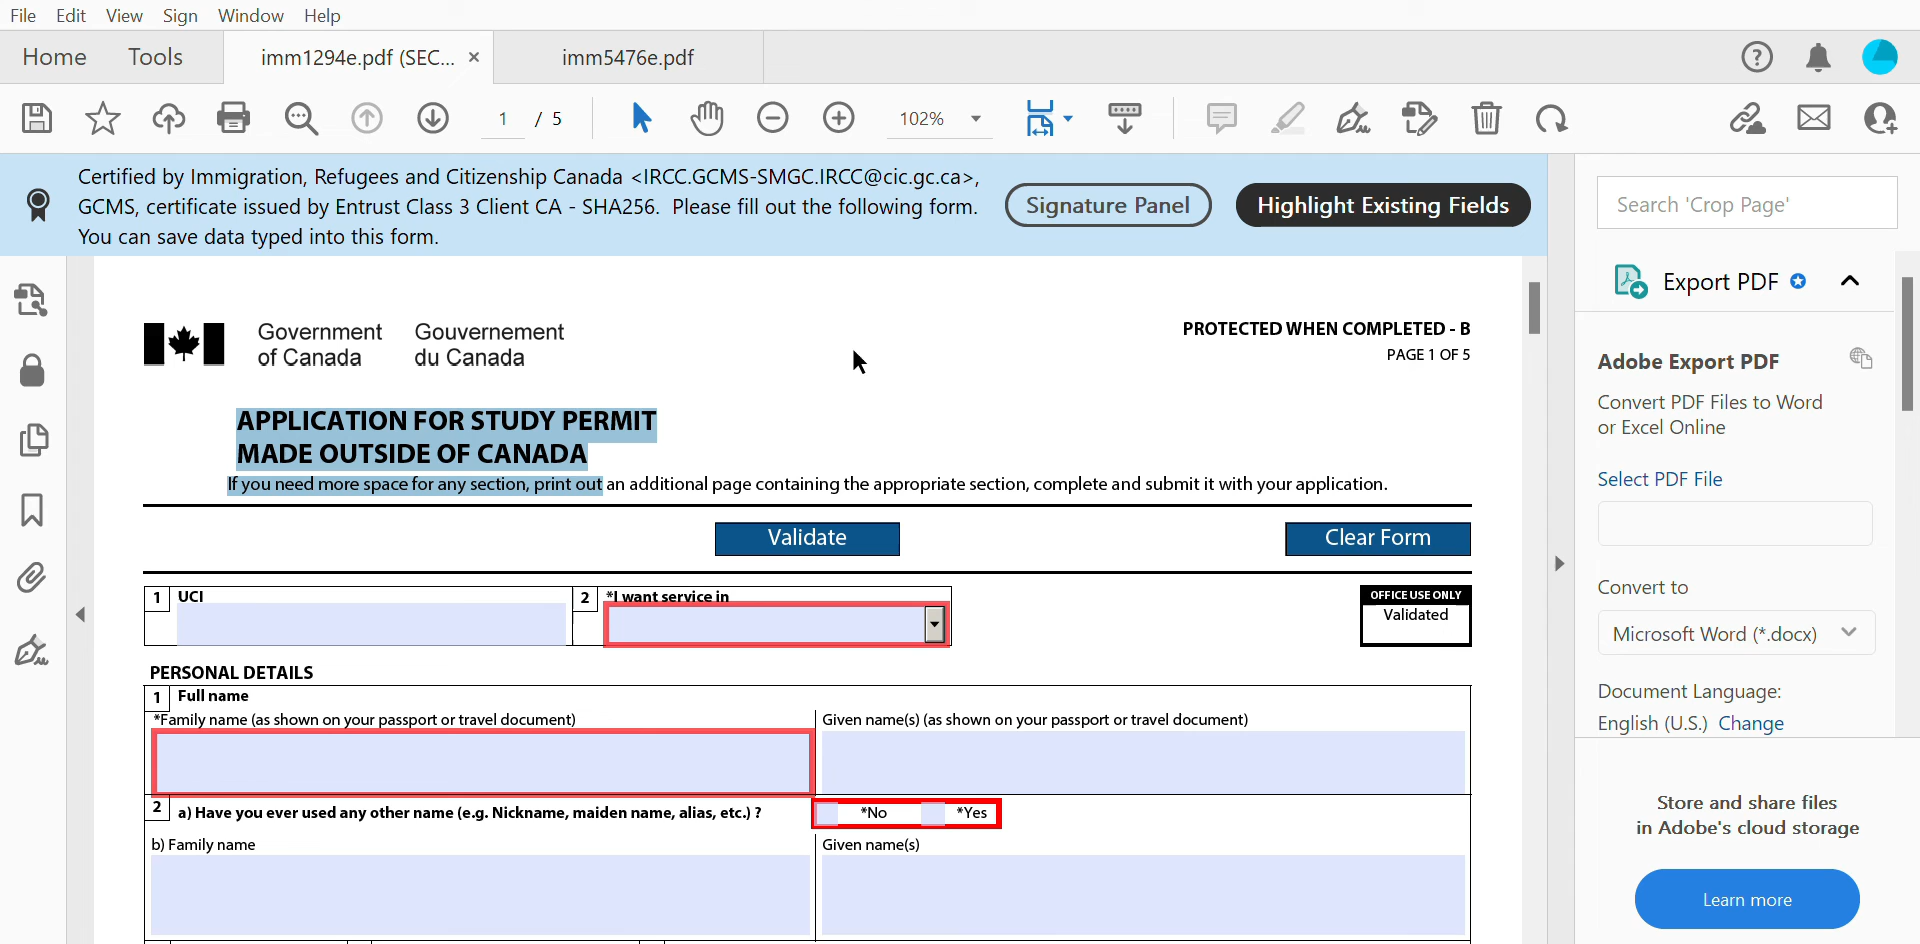 File Edit View Sign Window Help
Home Tools imm1294e.pdf (SEC... × imm5476e.pdf
1 / 5 102%
Certified by Immigration, Refugees and Citizenship Canada <IRCC.GCMS-SMGC.IRCC@cic.gc.ca>,
GCMS, certificate issued by Entrust Class 3 Client CA - SHA256. Please fill out the following form.
You can save data typed into this form.
Signature Panel
Highlight Existing Fields
Government of Canada
Gouvernement du Canada
PROTECTED WHEN COMPLETED - B
PAGE 1 OF 5
APPLICATION FOR STUDY PERMIT
MADE OUTSIDE OF CANADA
If you need more space for any section, print out an additional page containing the appropriate section, complete and submit it with your application.
Validate
Clear Form
1 UCI
2 *I want service in
OFFICE USE ONLY
Validated
PERSONAL DETAILS
1 Full name
*Family name (as shown on your passport or travel document)
Given name(s) (as shown on your passport or travel document)
2 a) Have you ever used any other name (e.g. Nickname, maiden name, alias, etc.) ? *No *Yes
b) Family name
Given name(s)
Search 'Crop Page'
Export PDF
Adobe Export PDF
Convert PDF Files to Word
or Excel Online
Select PDF File
Convert to
Microsoft Word (*.docx)
Document Language:
English (U.S.) Change
Store and share files
in Adobe's cloud storage
Learn more